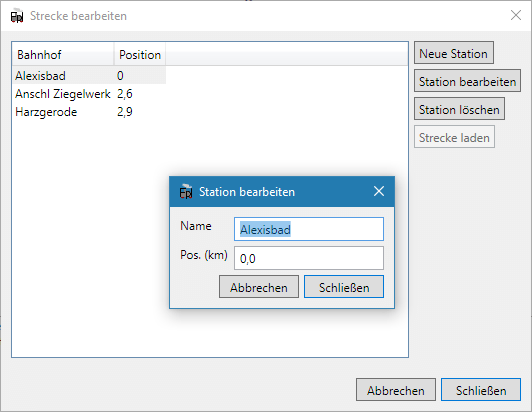 Strecke bearbeiten
Bahnhof Position
Alexisbad 0
Anschl Ziegelwerk 2,6
Harzgerode 2,9
Neue Station
Station bearbeiten
Station löschen
Strecke laden
Station bearbeiten
Name Alexisbad
Pos. (km) 0,0
Abbrechen Schließen
Abbrechen Schließen